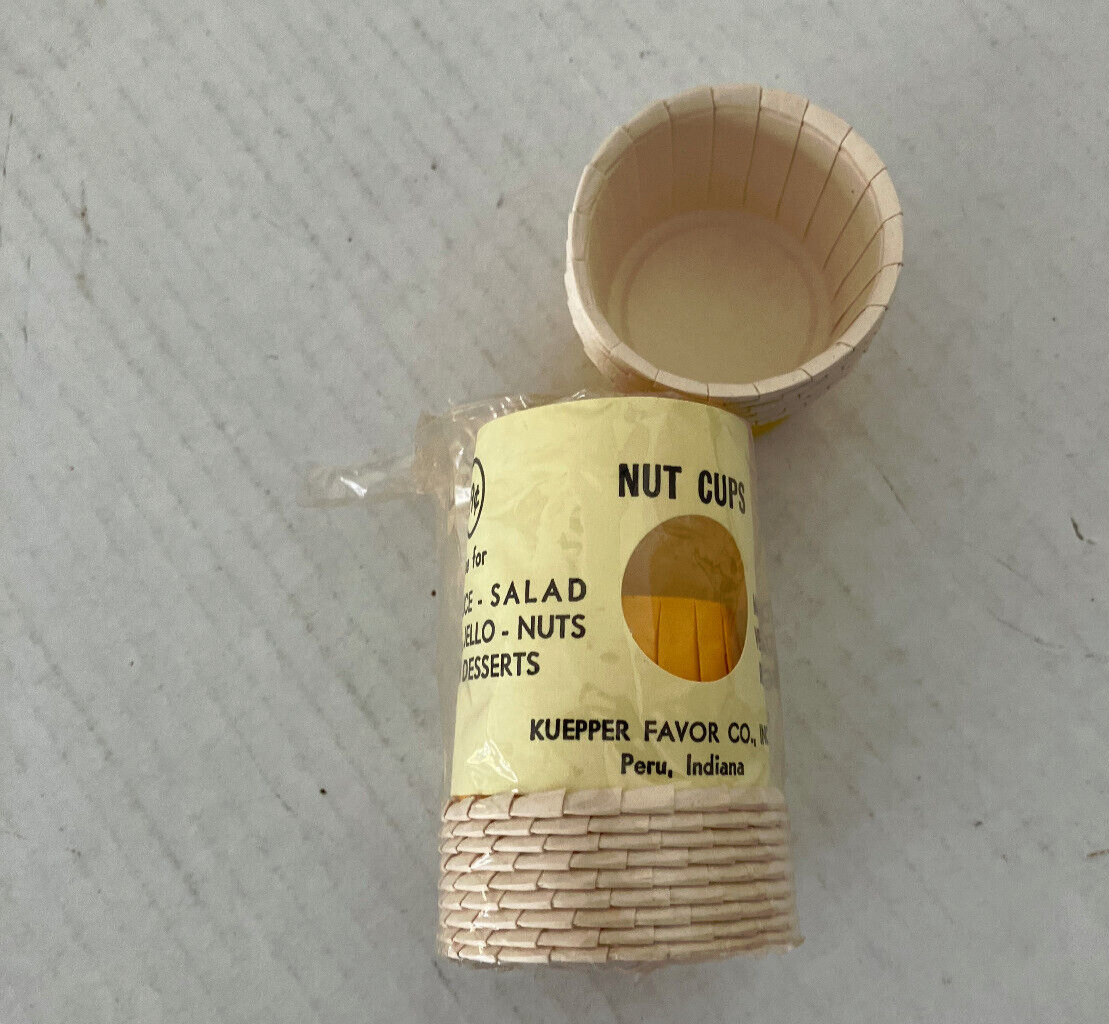 NUT CUPS
for
SALAD
JELLO - NUTS
DESSERTS
KUEPPER FAVOR CO.,
Peru, Indiana